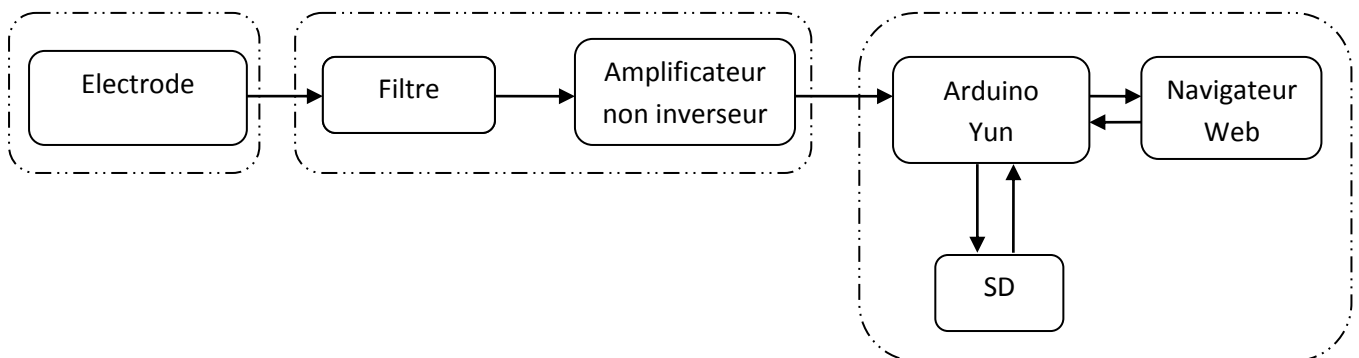 Electrode
Filtre
Amplificateur
non inverseur
Arduino
Yun
Navigateur
Web
SD